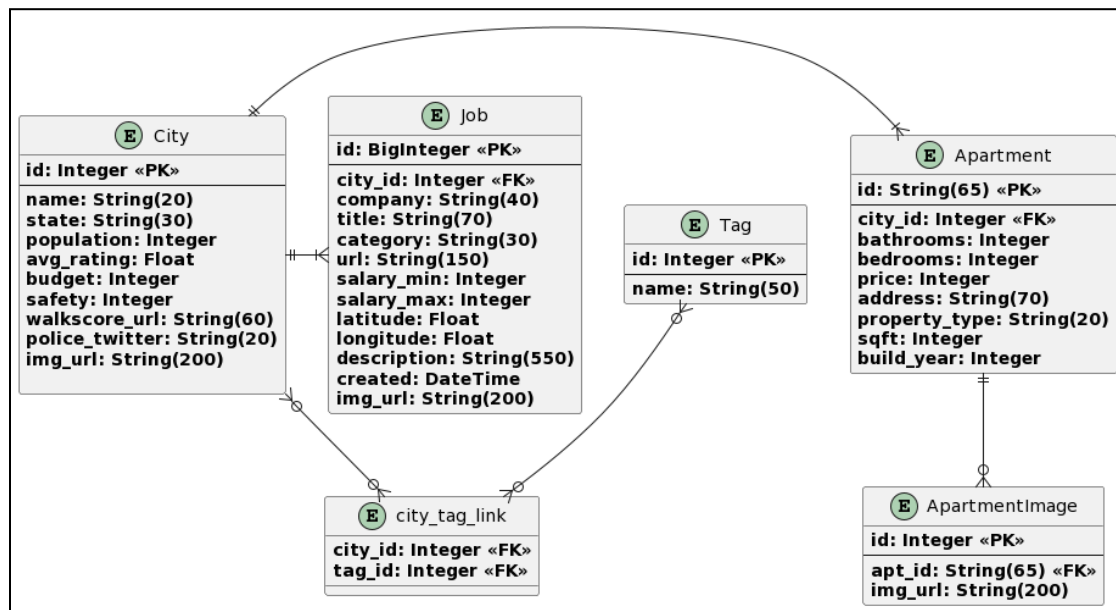 E City
id: Integer «PK»
name: String(20)
state: String(30)
population: Integer
avg_rating: Float
budget: Integer
safety: Integer
walkscore_url: String(60)
police_twitter: String(20)
img_url: String(200)
E Job
id: BigInteger «PK»
city_id: Integer «FK»
company: String(40)
title: String(70)
category: String(30)
url: String(150)
salary_min: Integer
salary_max: Integer
latitude: Float
longitude: Float
description: String(550)
created: DateTime
img_url: String(200)
E Tag
id: Integer «PK»
name: String(50)
E Apartment
id: String(65) «PK»
city_id: Integer «FK»
bathrooms: Integer
bedrooms: Integer
price: Integer
address: String(70)
property_type: String(20)
sqft: Integer
build_year: Integer
E city_tag_link
city_id: Integer «FK»
tag_id: Integer «FK»
E ApartmentImage
id: Integer «PK»
apt_id: String(65) «FK»
img_url: String(200)